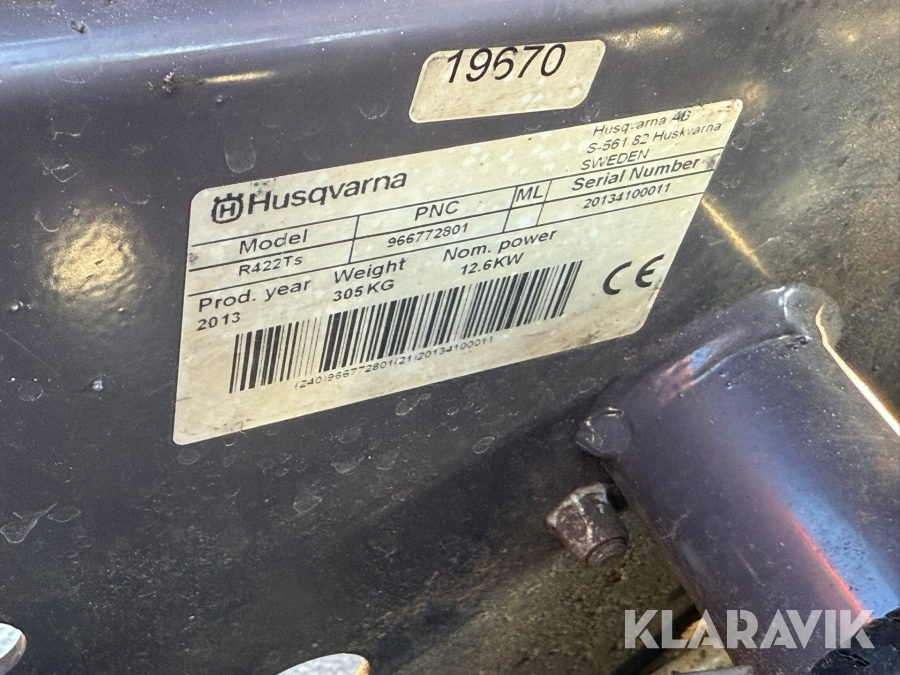 19670
Husqvarna AB
S-561 82 Huskvarna
SWEDEN
Husqvarna
Model PNC ML Serial Number
R422Ts 966772801 20134100011
Prod. year Weight Nom. power
2013 305KG 12.6KW
CE
(240)966772801(21)20134100011
KLARAVIK